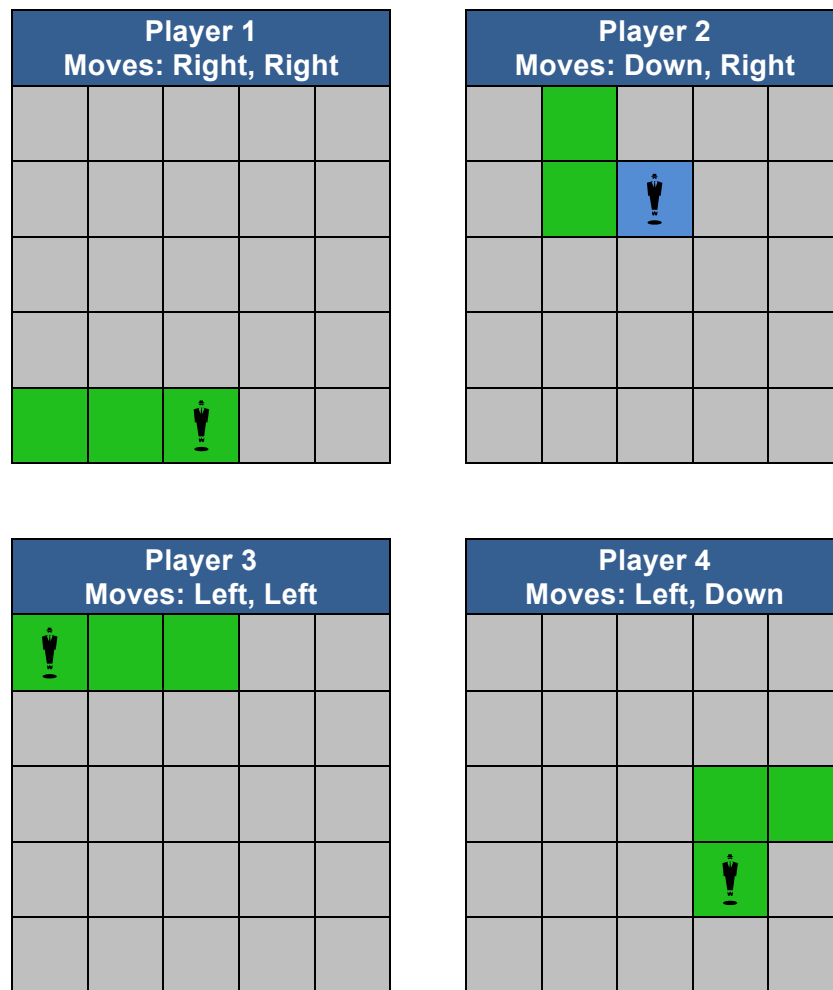 Player 1
Moves: Right, Right
Player 2
Moves: Down, Right
Player 3
Moves: Left, Left
Player 4
Moves: Left, Down